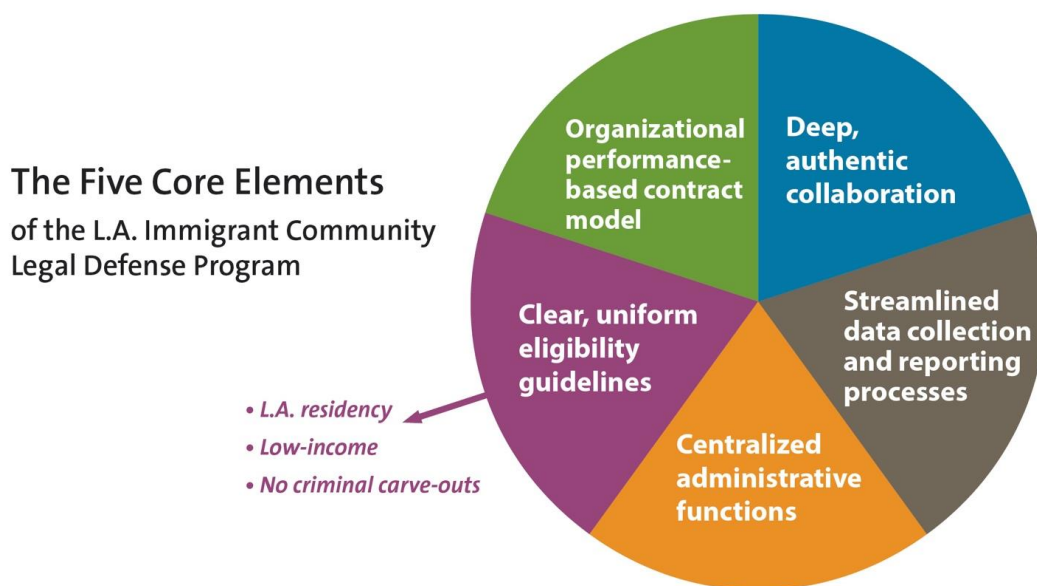 The Five Core Elements
of the L.A. Immigrant Community
Legal Defense Program
Organizational
performance-
based contract
model
Deep,
authentic
collaboration
Clear, uniform
eligibility
guidelines
Streamlined
data collection
and reporting
processes
• L.A. residency
• Low-income
• No criminal carve-outs
Centralized
administrative
functions